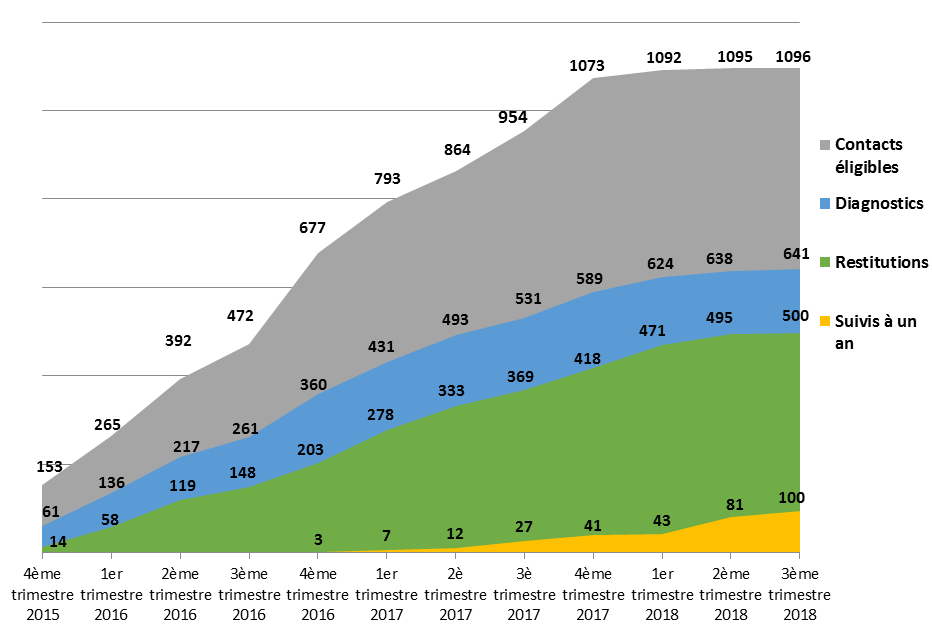 1073
1092
1095
1096
954
864
793
677
472
392
265
153
641
638
624
589
531
493
431
360
261
217
136
61
500
495
471
418
369
333
278
203
148
119
58
14
100
81
43
41
27
12
7
3
Contacts
éligibles
Diagnostics
Restitutions
Suivis à un
an
4ème
trimestre
2015
1er
trimestre
2016
2ème
trimestre
2016
3ème
trimestre
2016
4ème
trimestre
2016
1er
trimestre
2017
2è
trimestre
2017
3è
trimestre
2017
4ème
trimestre
2017
1er
trimestre
2018
2ème
trimestre
2018
3ème
trimestre
2018